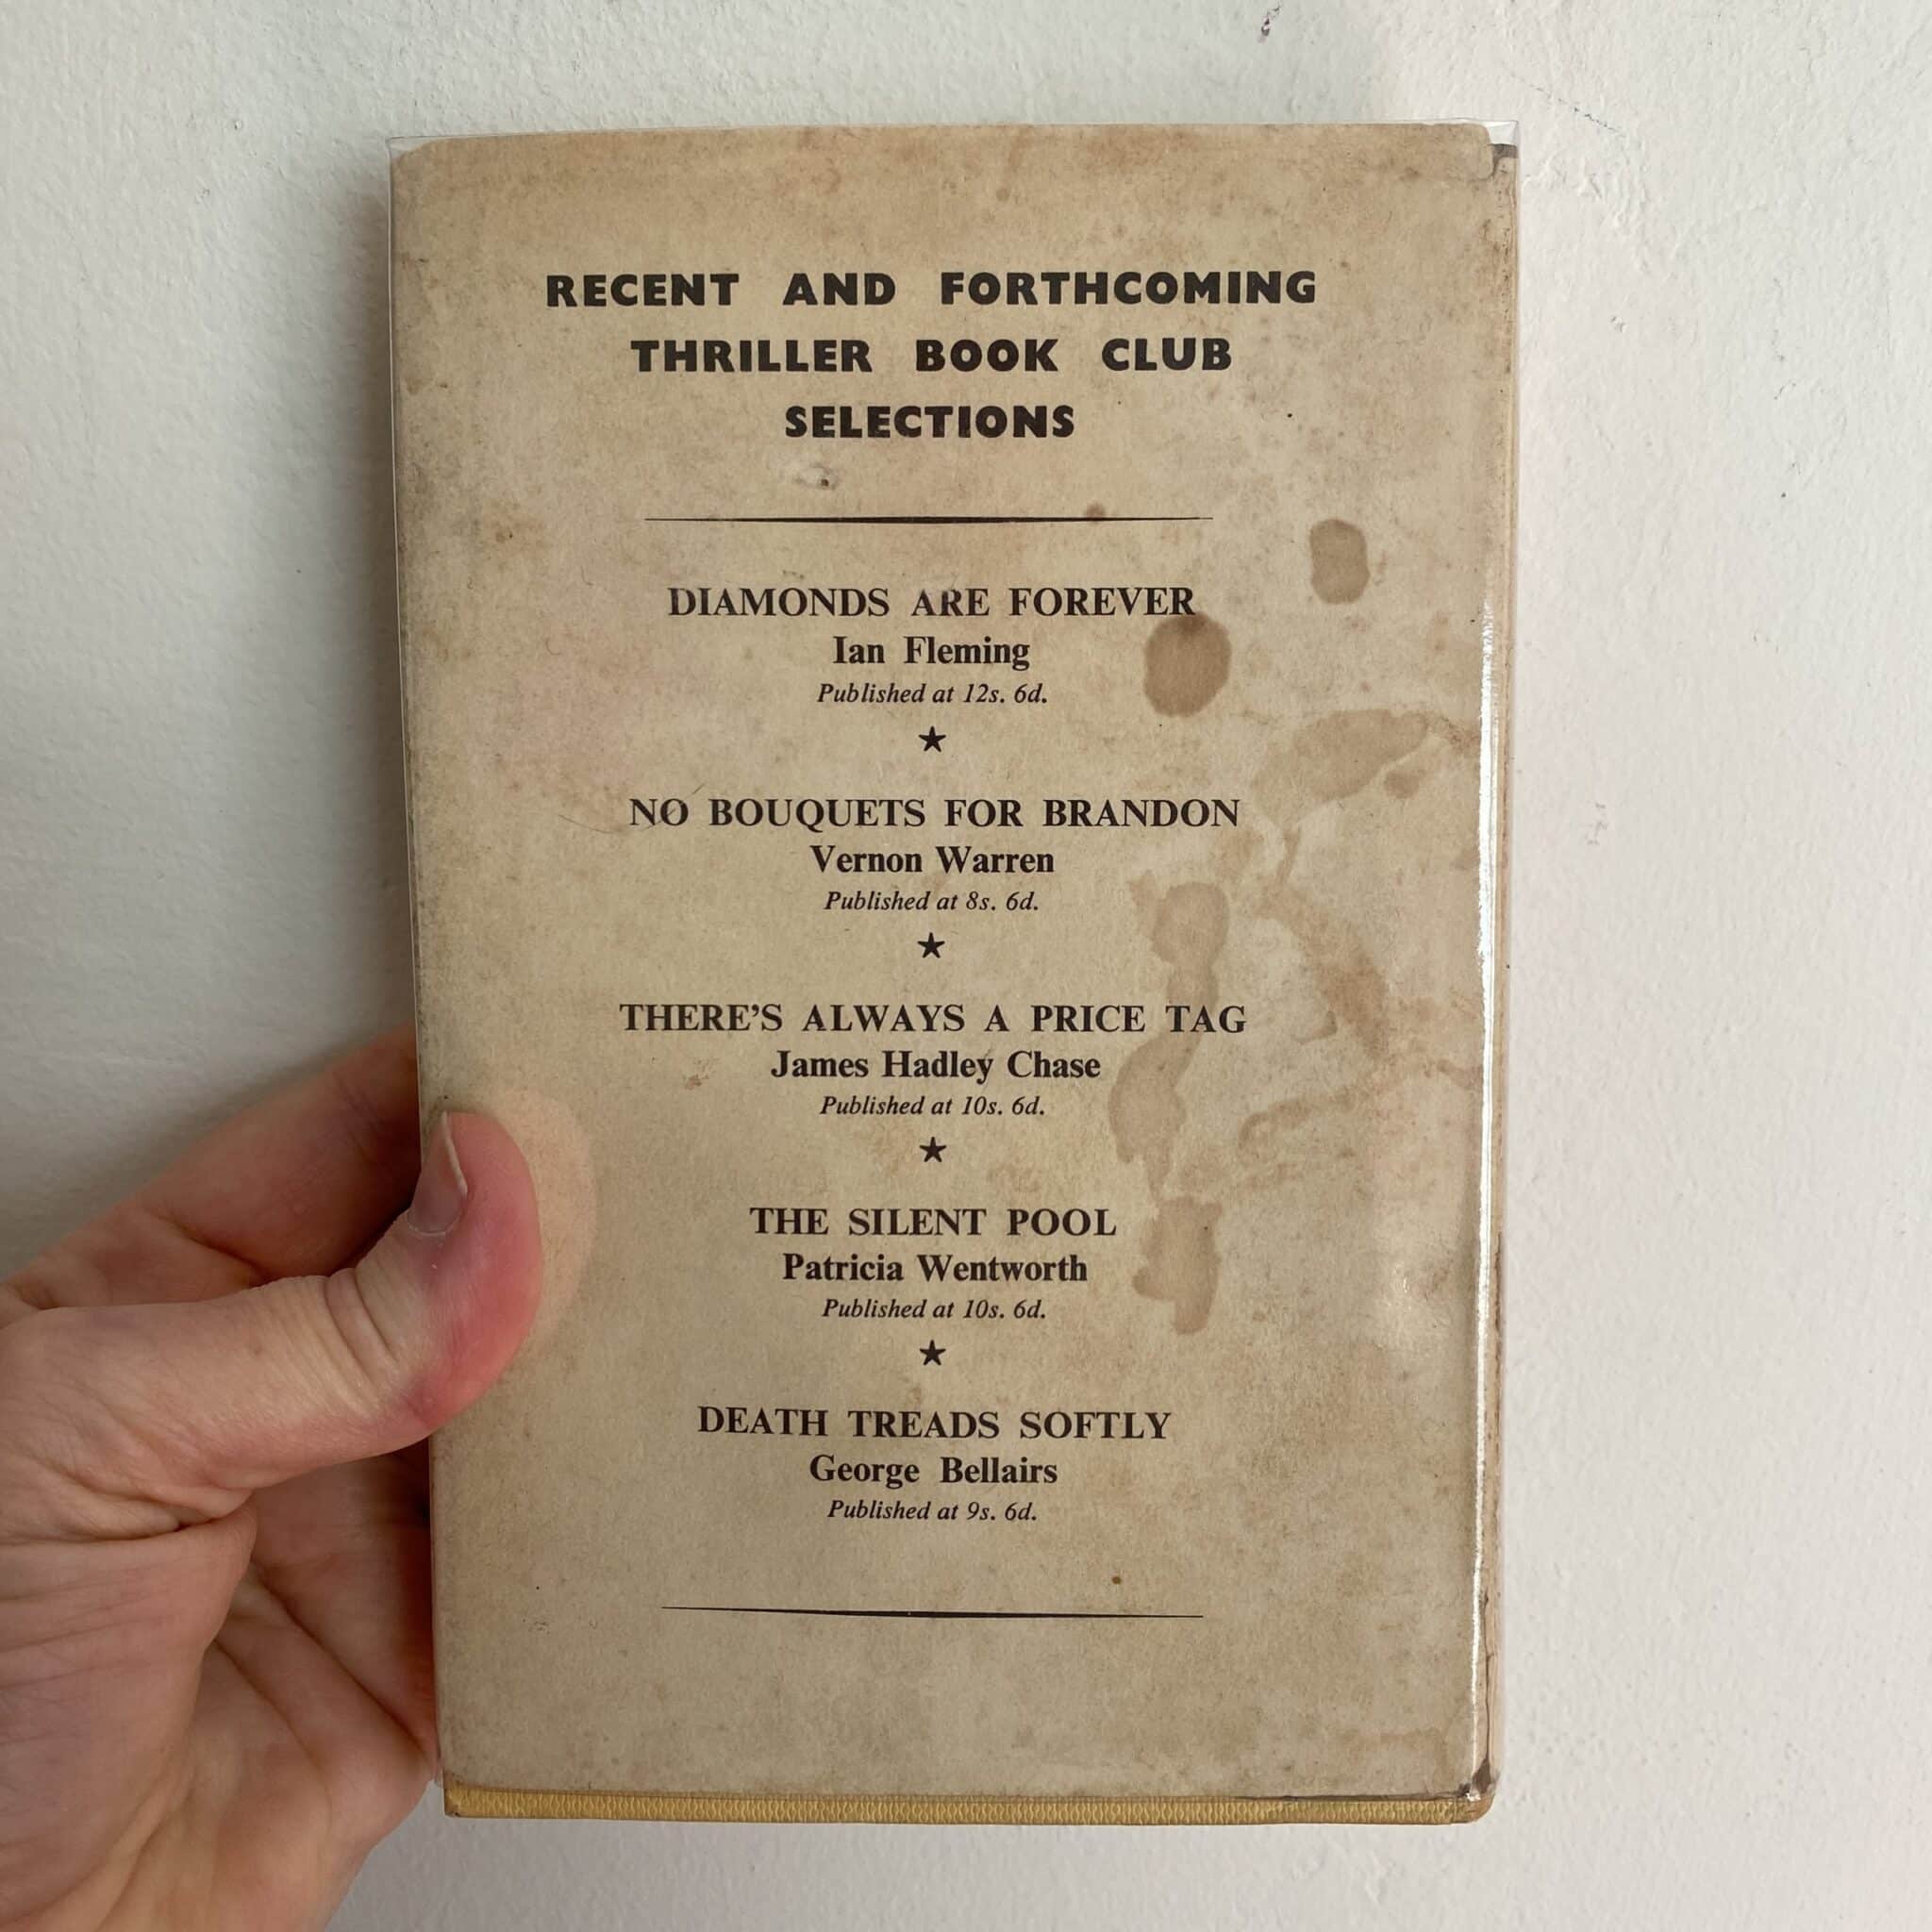 RECENT AND FORTHCOMING
THRILLER BOOK CLUB
SELECTIONS
DIAMONDS ARE FOREVER
Ian Fleming
Published at 12s. 6d.
★
NO BOUQUETS FOR BRANDON
Vernon Warren
Published at 8s. 6d.
★
THERE'S ALWAYS A PRICE TAG
James Hadley Chase
Published at 10s. 6d.
★
THE SILENT POOL
Patricia Wentworth
Published at 10s. 6d.
★
DEATH TREADS SOFTLY
George Bellairs
Published at 9s. 6d.